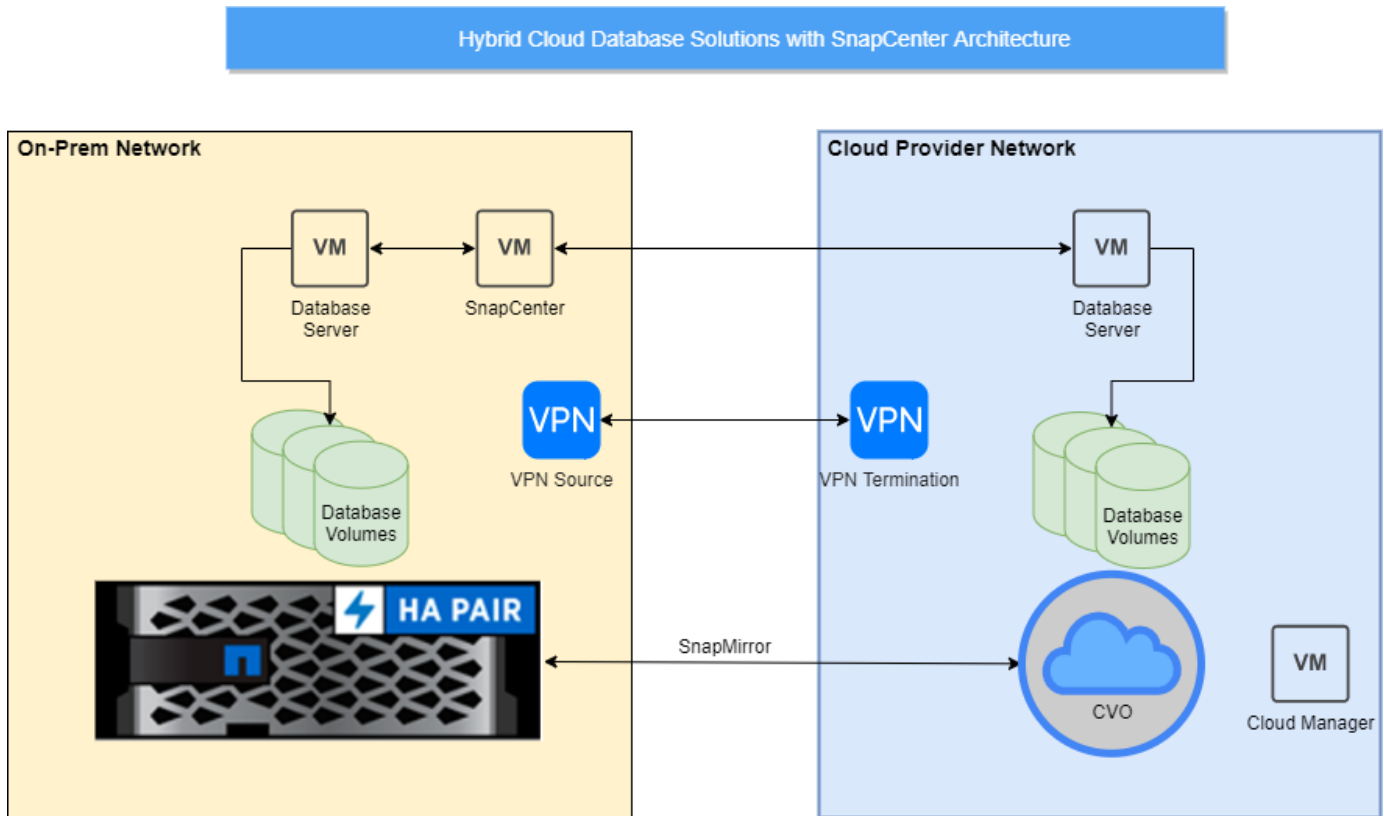 Hybrid Cloud Database Solutions with SnapCenter Architecture
On-Prem Network
Cloud Provider Network
VM
VM
VM
Database
Server
SnapCenter
Database
Server
VPN
VPN
VPN Source
VPN Termination
Database
Volumes
Database
Volumes
HA PAIR
SnapMirror
CVO
VM
Cloud Manager